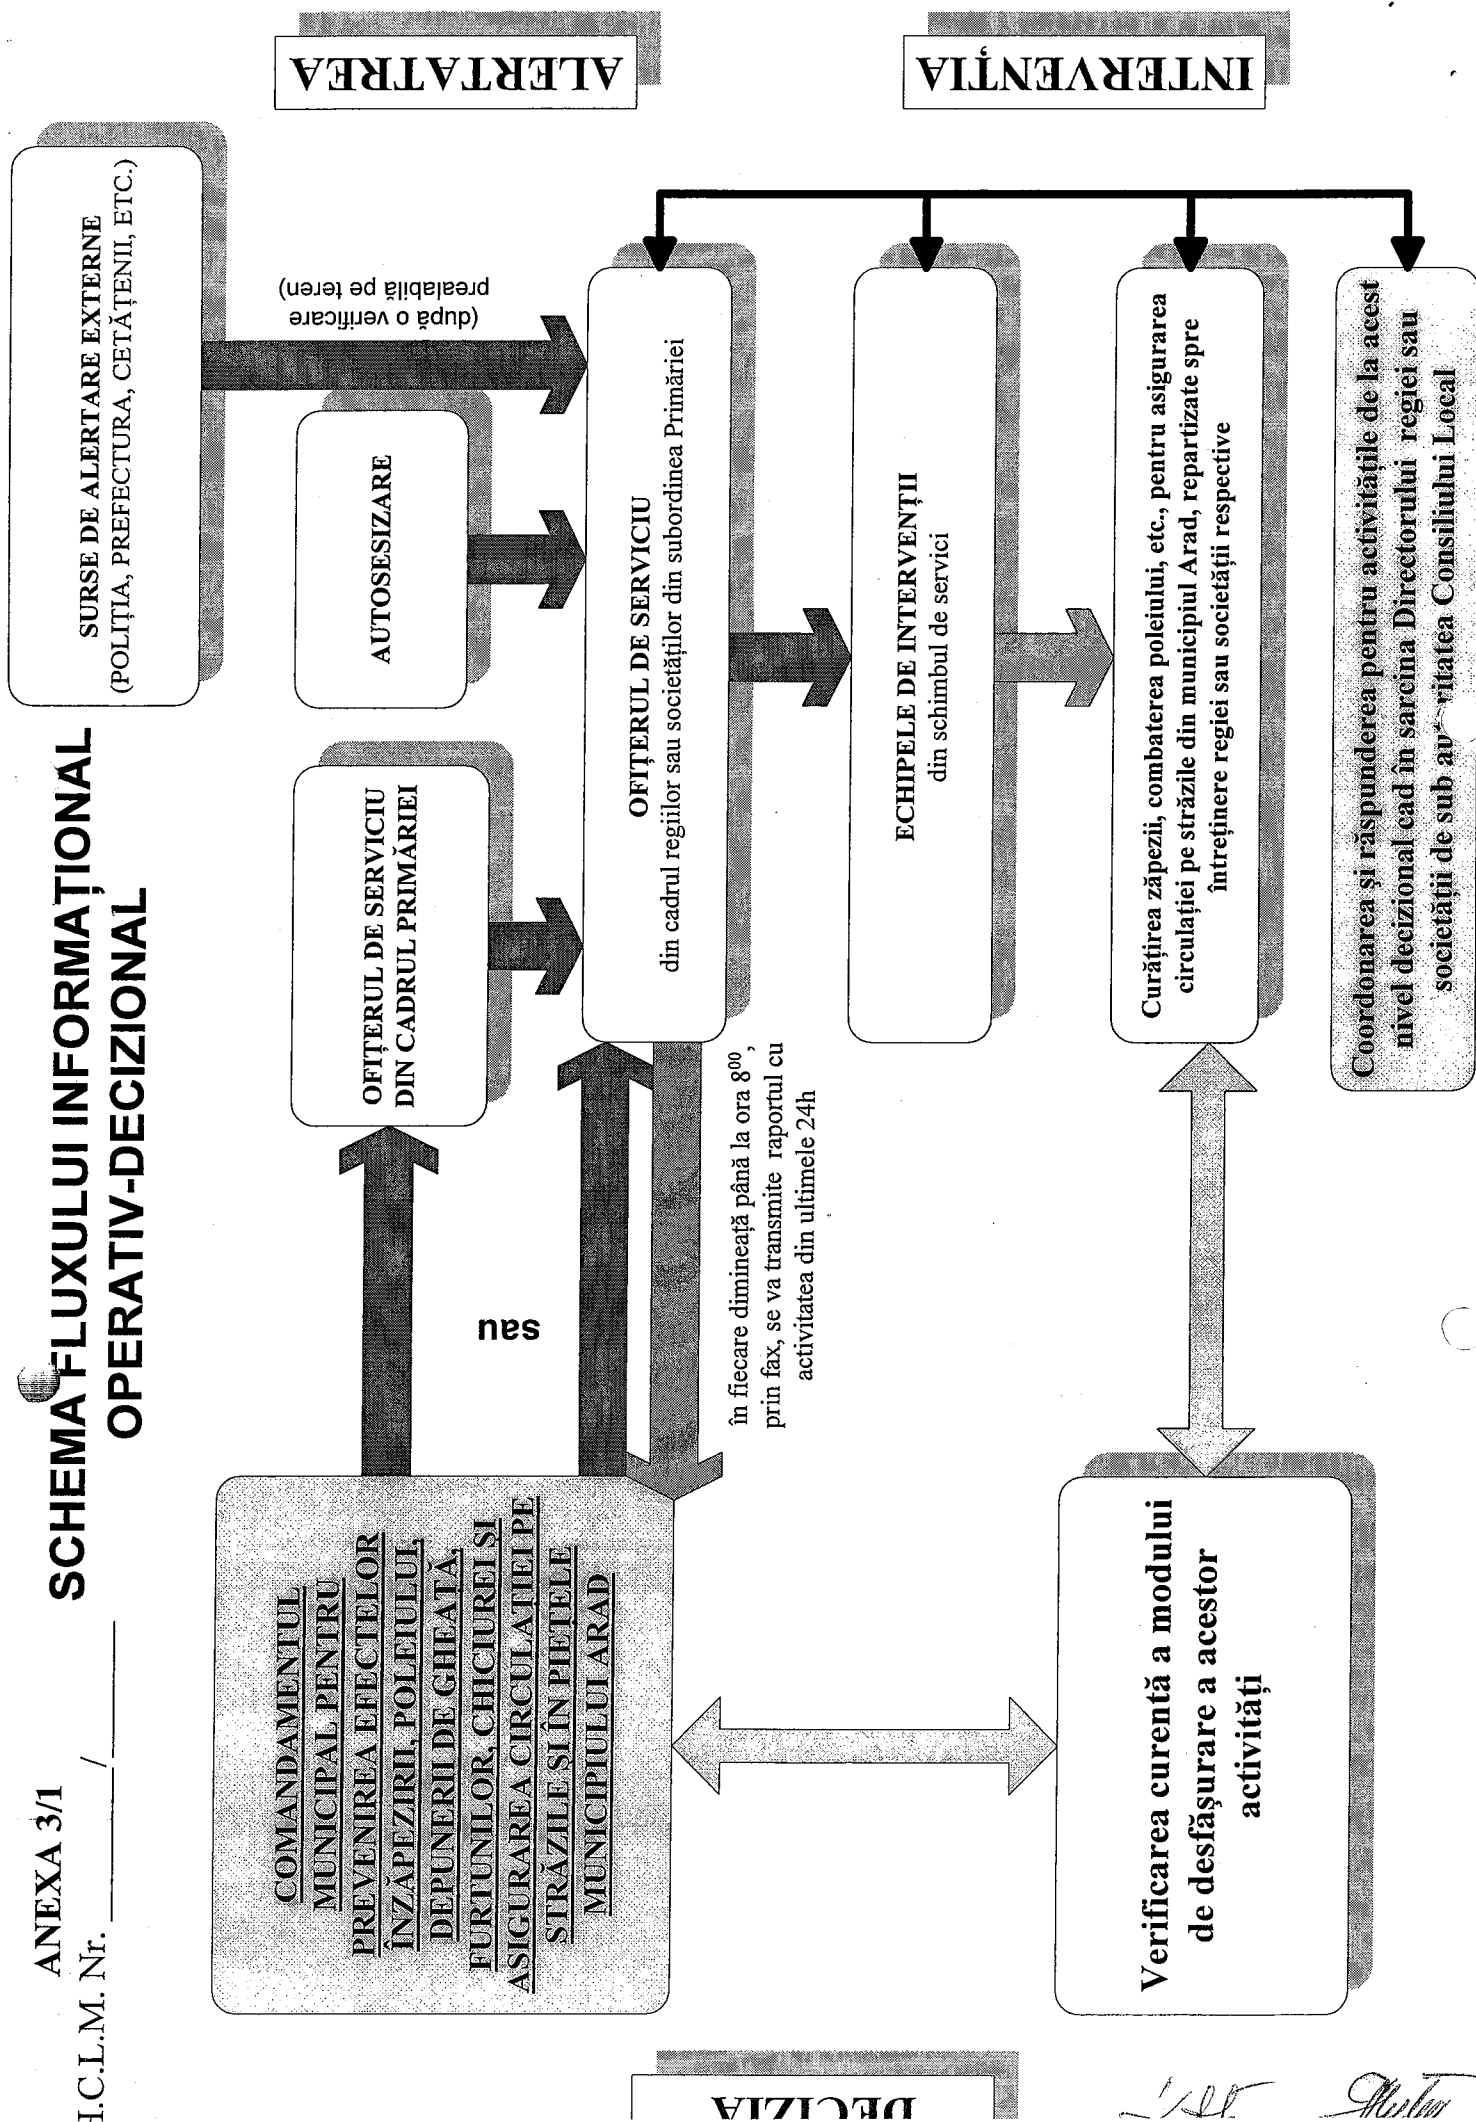 ANEXA 3/1
H.C.L.M. Nr. ________/________
SCHEMA FLUXULUI INFORMAȚIONAL
OPERATIV-DECIZIONAL
DECIZIA
ALERTATREA
INTERVENȚIA
COMANDAMENTUL
MUNICIPAL PENTRU
PREVENIREA EFECTELOR
ÎNZĂPEZIRII, POLEIULUI,
DEPUNERII DE GHEAȚĂ,
FURTUNILOR, CHICIUREI ȘI
ASIGURAREA CIRCULAȚIEI PE
STRĂZILE ȘI ÎN PIEȚELE
MUNICIPIULUI ARAD
sau
OFIȚERUL DE SERVICIU
DIN CADRUL PRIMĂRIEI
AUTOSESIZARE
SURSE DE ALERTARE EXTERNE
(POLIȚIA, PREFECTURA, CETĂȚENII, ETC.)
(după o verificare
prealabilă pe teren)
OFIȚERUL DE SERVICIU
din cadrul regiilor sau societăților din subordinea Primăriei
în fiecare dimineață până la ora 8⁰⁰ ,
prin fax, se va transmite raportul cu
activitatea din ultimele 24h
ECHIPELE DE INTERVENȚII
din schimbul de servici
Curățirea zăpezii, combaterea poleiului, etc., pentru asigurarea
circulației pe străzile din municipiul Arad, repartizate spre
întreținere regiei sau societății respective
Verificarea curentă a modului
de desfășurare a acestor
activități
Coordonarea și răspunderea pentru activitățile de la acest
nivel decizional cad în sarcina Directorului regiei sau
societății de sub autoritatea Consiliului Local